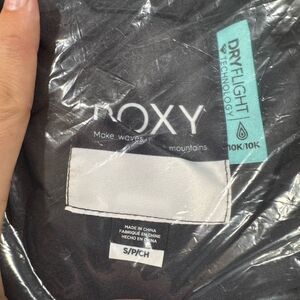 ROXY
Make waves mountains.
DRYFLIGHT
TECHNOLOGY
10K/10K
MADE IN CHINA
FABRIQUÉ EN CHINE
HECHO EN CHINA
S/P/CH